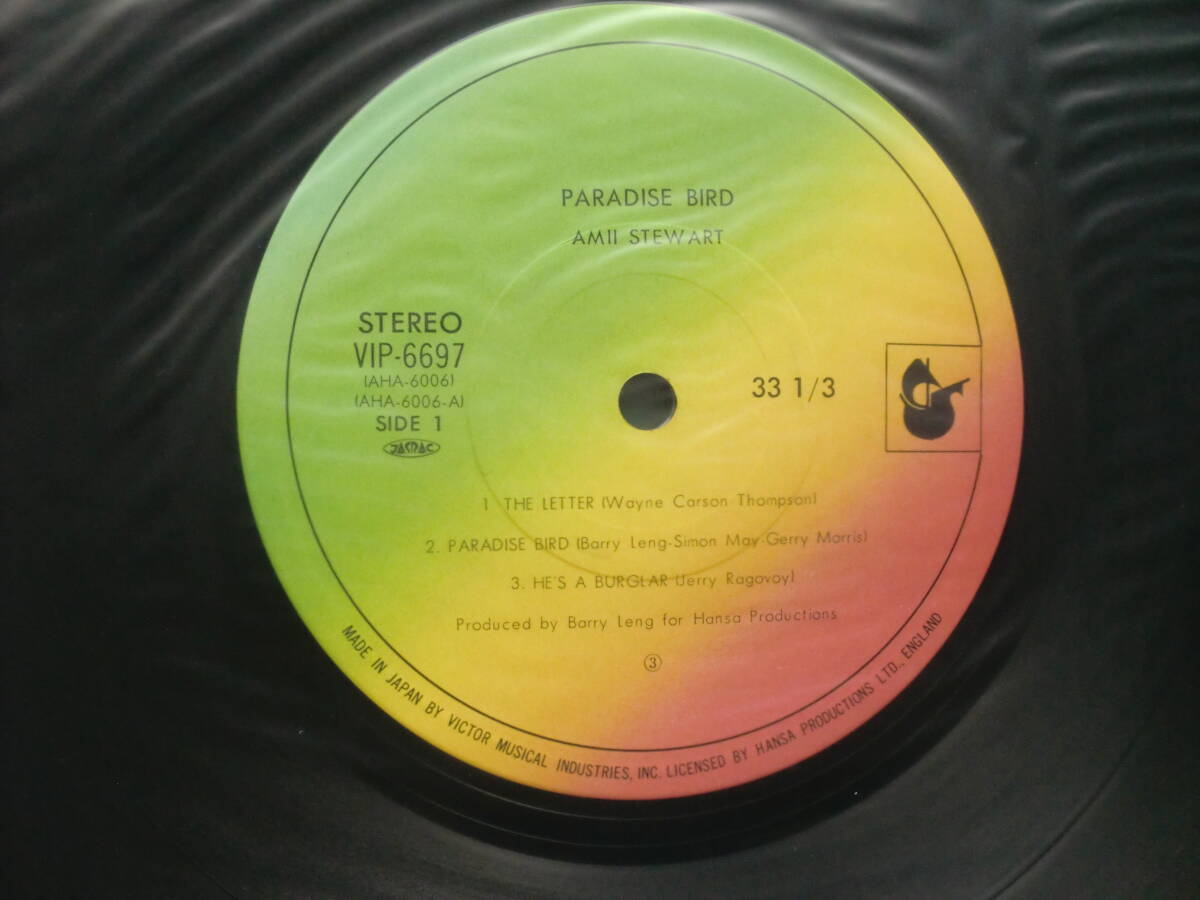 PARADISE BIRD
AMII STEWART
STEREO
VIP-6697
(AHA-6006)
(AHA-6006-A)
SIDE 1
JASRAC
33 1/3
1 THE LETTER (Wayne Carson Thompson)
2. PARADISE BIRD (Barry Leng-Simon May-Gerry Morris)
3. HE'S A BURGLAR (Jerry Ragovoy)
Produced by Barry Leng for Hansa Productions
③
MADE IN JAPAN BY VICTOR MUSICAL INDUSTRIES, INC. LICENSED BY HANSA PRODUCTIONS LTD., ENGLAND